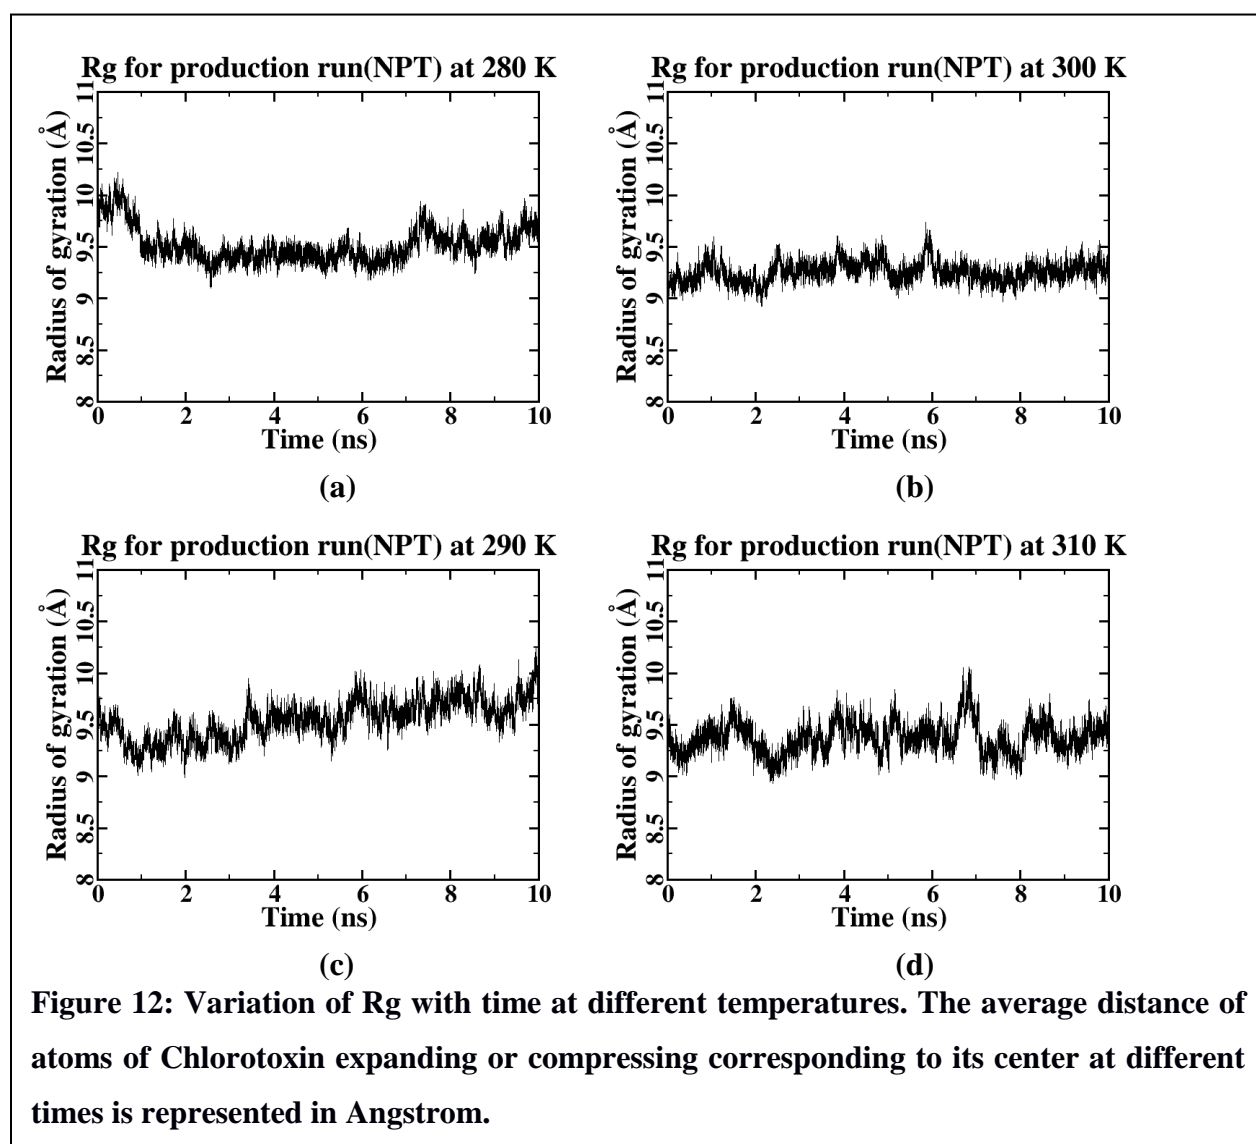 Rg for production run(NPT) at 280 K
Radius of gyration (Å)
11
10.5
10
9.5
9
8.5
8
0 2 4 6 8 10
Time (ns)
(a)
Rg for production run(NPT) at 300 K
Radius of gyration (Å)
11
10.5
10
9.5
9
8.5
8
0 2 4 6 8 10
Time (ns)
(b)
Rg for production run(NPT) at 290 K
Radius of gyration (Å)
11
10.5
10
9.5
9
8.5
8
0 2 4 6 8 10
Time (ns)
(c)
Rg for production run(NPT) at 310 K
Radius of gyration (Å)
11
10.5
10
9.5
9
8.5
8
0 2 4 6 8 10
Time (ns)
(d)
Figure 12: Variation of Rg with time at different temperatures. The average distance of
atoms of Chlorotoxin expanding or compressing corresponding to its center at different
times is represented in Angstrom.